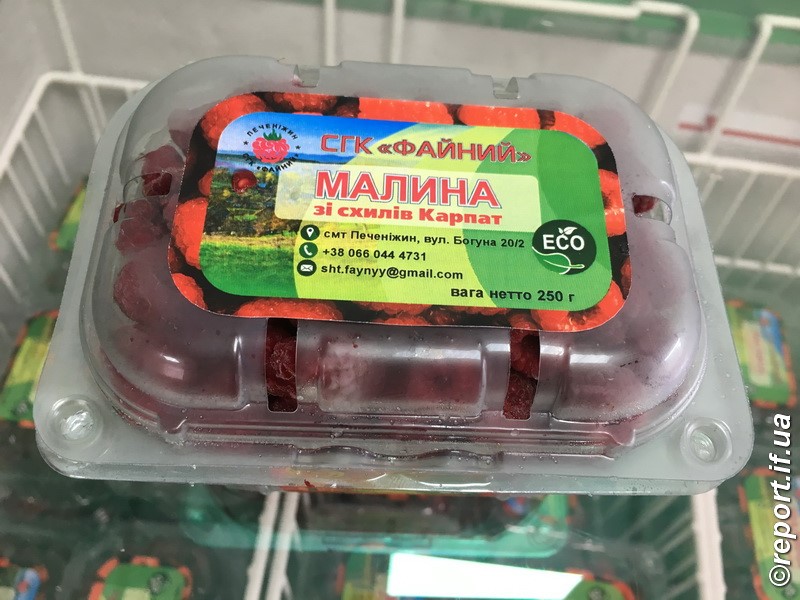 ПЕЧЕНІЖИН
СГК «ФАЙНИЙ»
МАЛИНА
зі схилів Карпат
смт Печеніжин, вул. Богуна 20/2
+38 066 044 4731
sht.faynyy@gmail.com
ECO
вага нетто 250 г
©report.if.ua